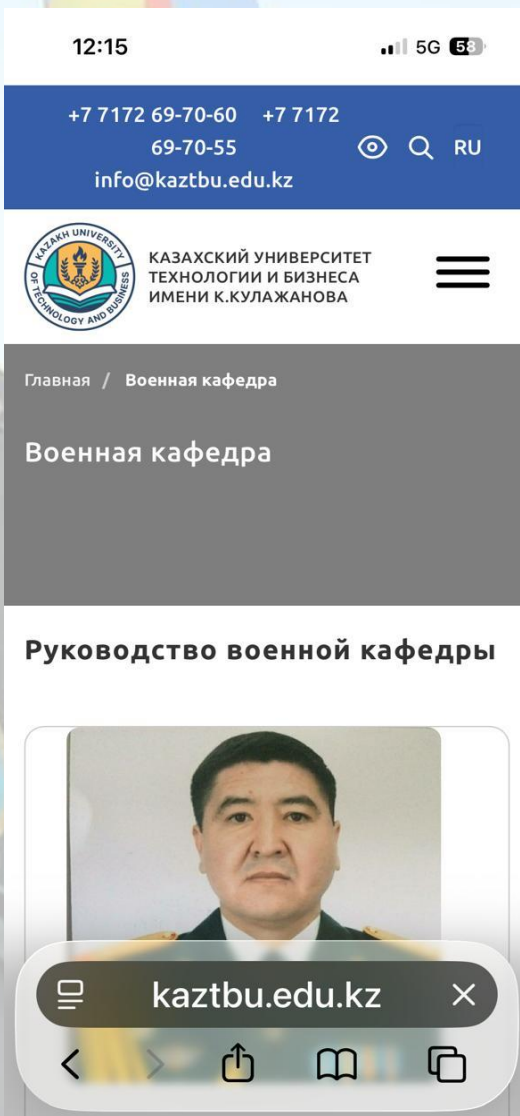 12:15
5G 58
+7 7172 69-70-60 +7 7172
69-70-55
RU
info@kaztbu.edu.kz
KAZAKH UNIVERSITY
OF TECHNOLOGY AND BUSINESS
КАЗАХСКИЙ УНИВЕРСИТЕТ
ТЕХНОЛОГИИ И БИЗНЕСА
ИМЕНИ К.КУЛАЖАНОВА
Главная / Военная кафедра
Военная кафедра
Руководство военной кафедры
kaztbu.edu.kz